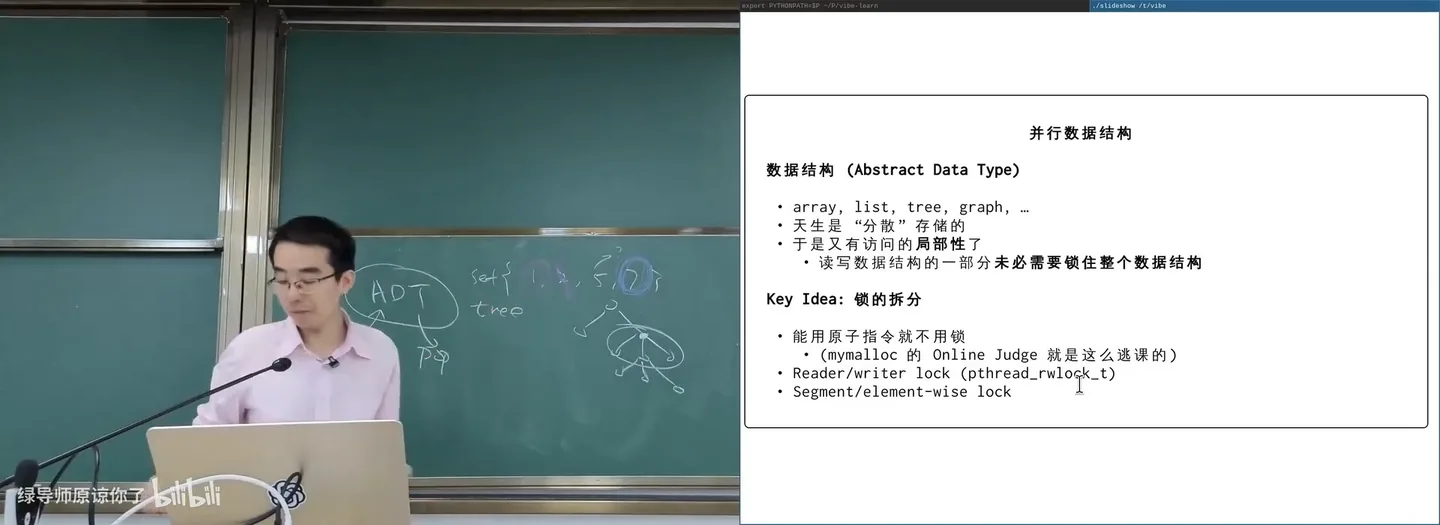 export PYTHONPATH=$P ~/P/vibe-learn
./slideshow /t/vibe
并行数据结构
数据结构 (Abstract Data Type)
• array, list, tree, graph, …
• 天生是 “分散” 存储的
• 于是又有访问的局部性了
• 读写数据结构的一部分未必需要锁住整个数据结构
Key Idea: 锁的拆分
• 能用原子指令就不用锁
• (mymalloc 的 Online Judge 就是这么逃课的)
• Reader/writer lock (pthread_rwlock_t)
• Segment/element-wise lock
ADT
set{ 1,
5,
tree
绿导师原谅你了 bilibili